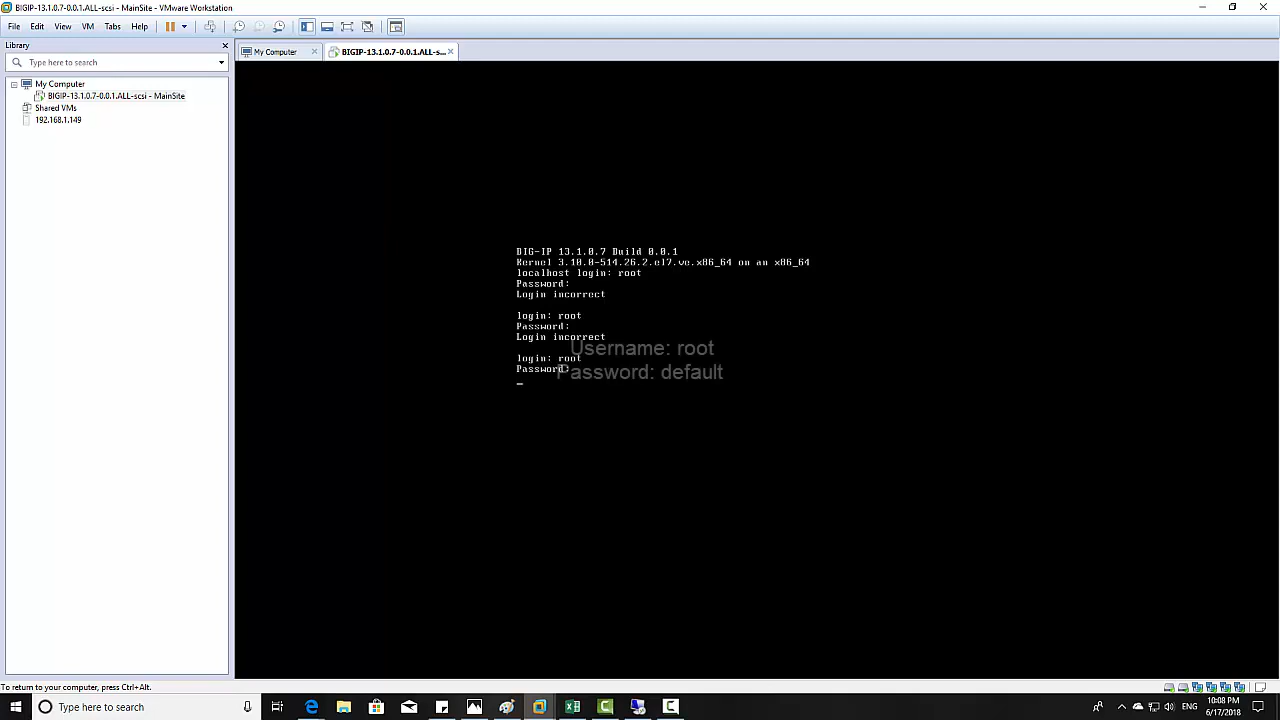 BIGIP-13.1.0.7-0.0.1.ALL-scsi - MainSite - VMware Workstation
File Edit View VM Tabs Help
Library
Type here to search
My Computer
BIGIP-13.1.0.7-0.0.1.ALL-scsi - MainSite
Shared VMs
192.168.1.149
My Computer
BIGIP-13.1.0.7-0.0.1.ALL-s...
BIG-IP 13.1.0.7 Build 0.0.1
Kernel 3.10.0-514.26.2.el7.ve.x86_64 on an x86_64
localhost login: root
Password:
Login incorrect
login: root
Password:
Login incorrect
login: root
Password:
Username: root
Password: default
To return to your computer, press Ctrl+Alt.
Type here to search
ENG
10:08 PM
6/17/2018